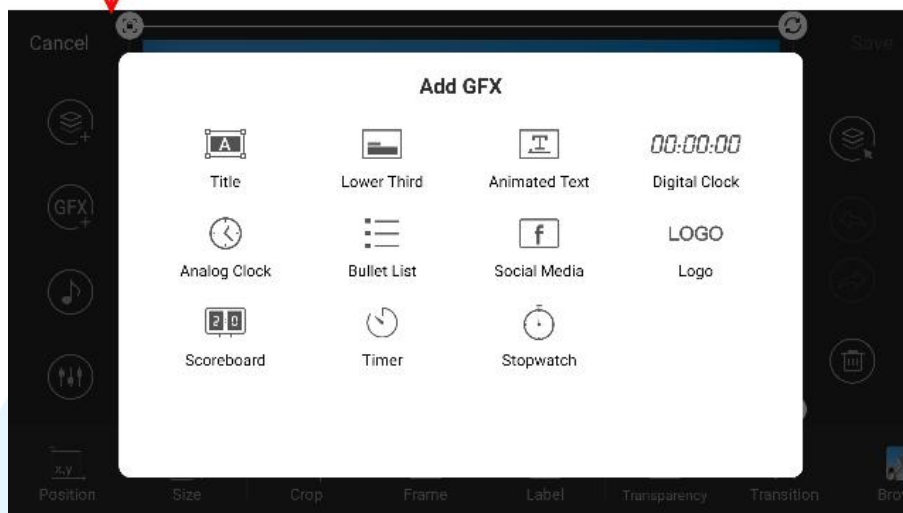 Cancel
Save
Add GFX
A
T
00:00:00
Title
Lower Third
Animated Text
Digital Clock
GFX
f
LOGO
Analog Clock
Bullet List
Social Media
Logo
2 0
Scoreboard
Timer
Stopwatch
x,y
Position
Size
Crop
Frame
Label
Transparency
Transition